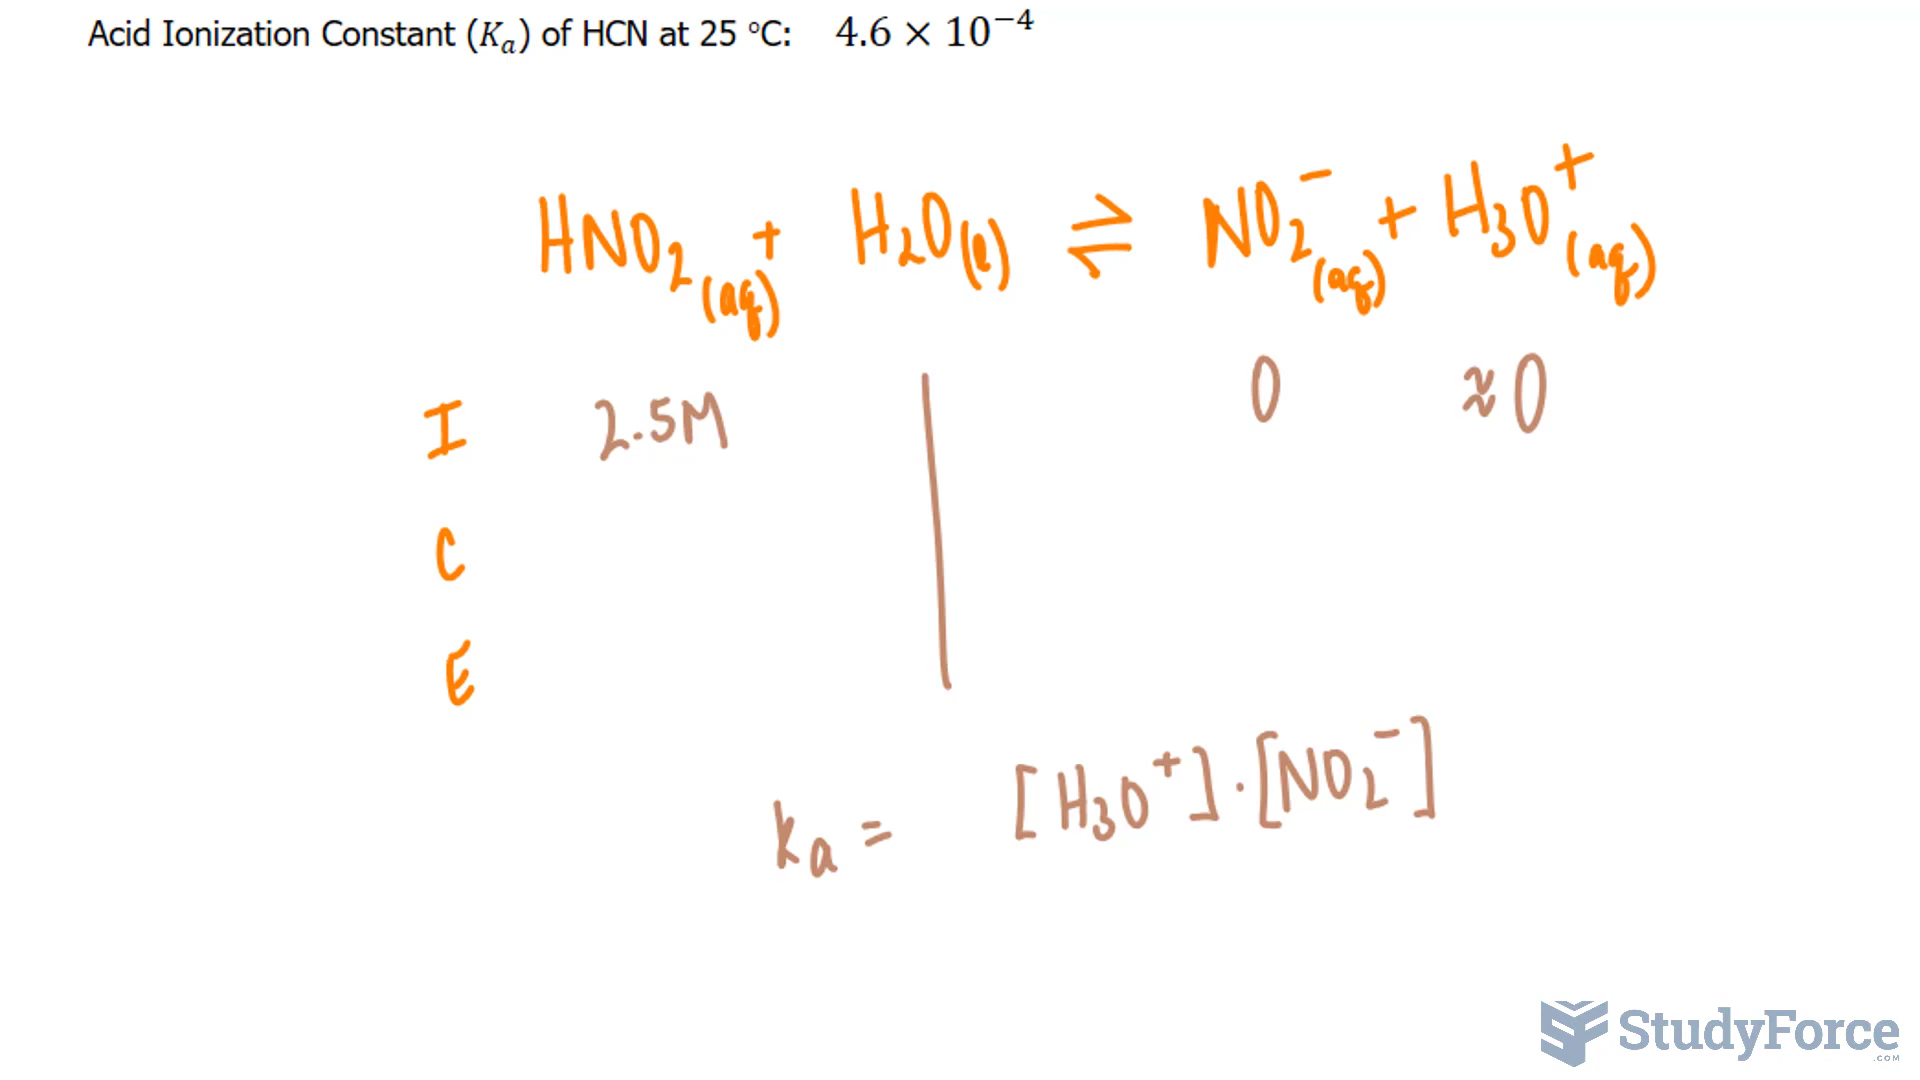 Acid Ionization Constant (𝐾ₐ) of HCN at 25 °C: 4.6 × 10⁻⁴
HNO₂(aq) + H₂O(l) ⇌ NO₂⁻(aq) + H₃O⁺(aq)
I 2.5M 0 ≈0
C
E
Ka = [H₃O⁺]·[NO₂⁻]
StudyForce
.COM